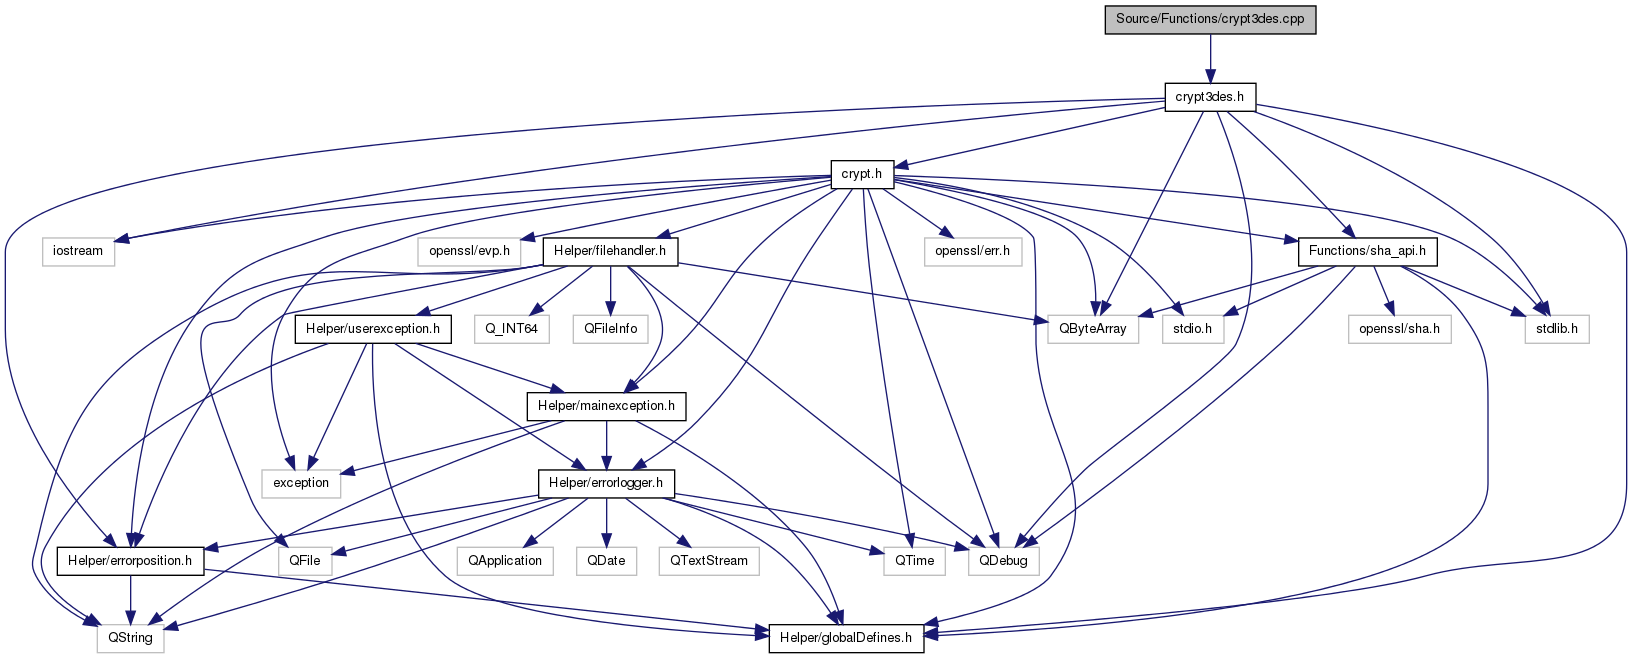 Source/Functions/crypt3des.cpp
crypt3des.h
crypt.h
iostream
openssl/evp.h
Helper/filehandler.h
openssl/err.h
Functions/sha_api.h
Helper/userexception.h
Q_INT64
QFileInfo
QByteArray
stdio.h
openssl/sha.h
stdlib.h
Helper/mainexception.h
exception
Helper/errorlogger.h
Helper/errorposition.h
QFile
QApplication
QDate
QTextStream
QTime
QDebug
QString
Helper/globalDefines.h